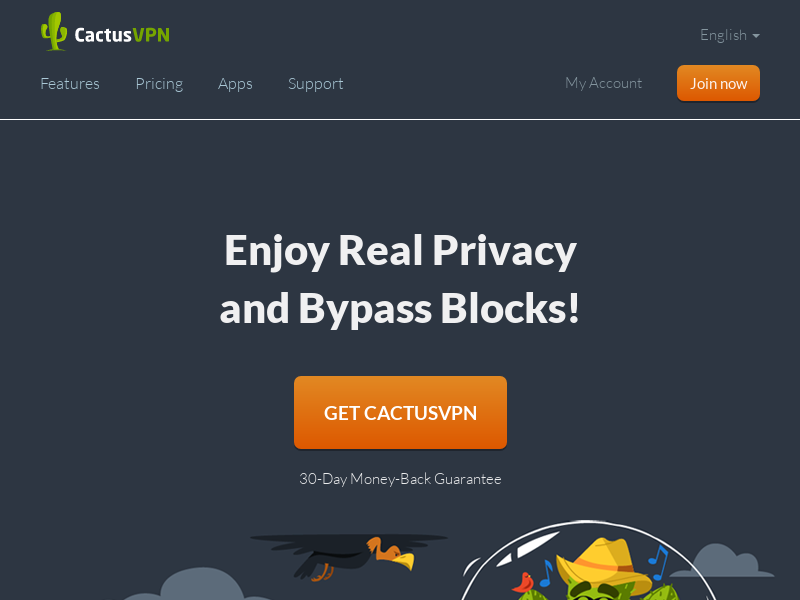 CactusVPN
English
Features
Pricing
Apps
Support
My Account
Join now
Enjoy Real Privacy
and Bypass Blocks!
GET CACTUSVPN
30-Day Money-Back Guarantee